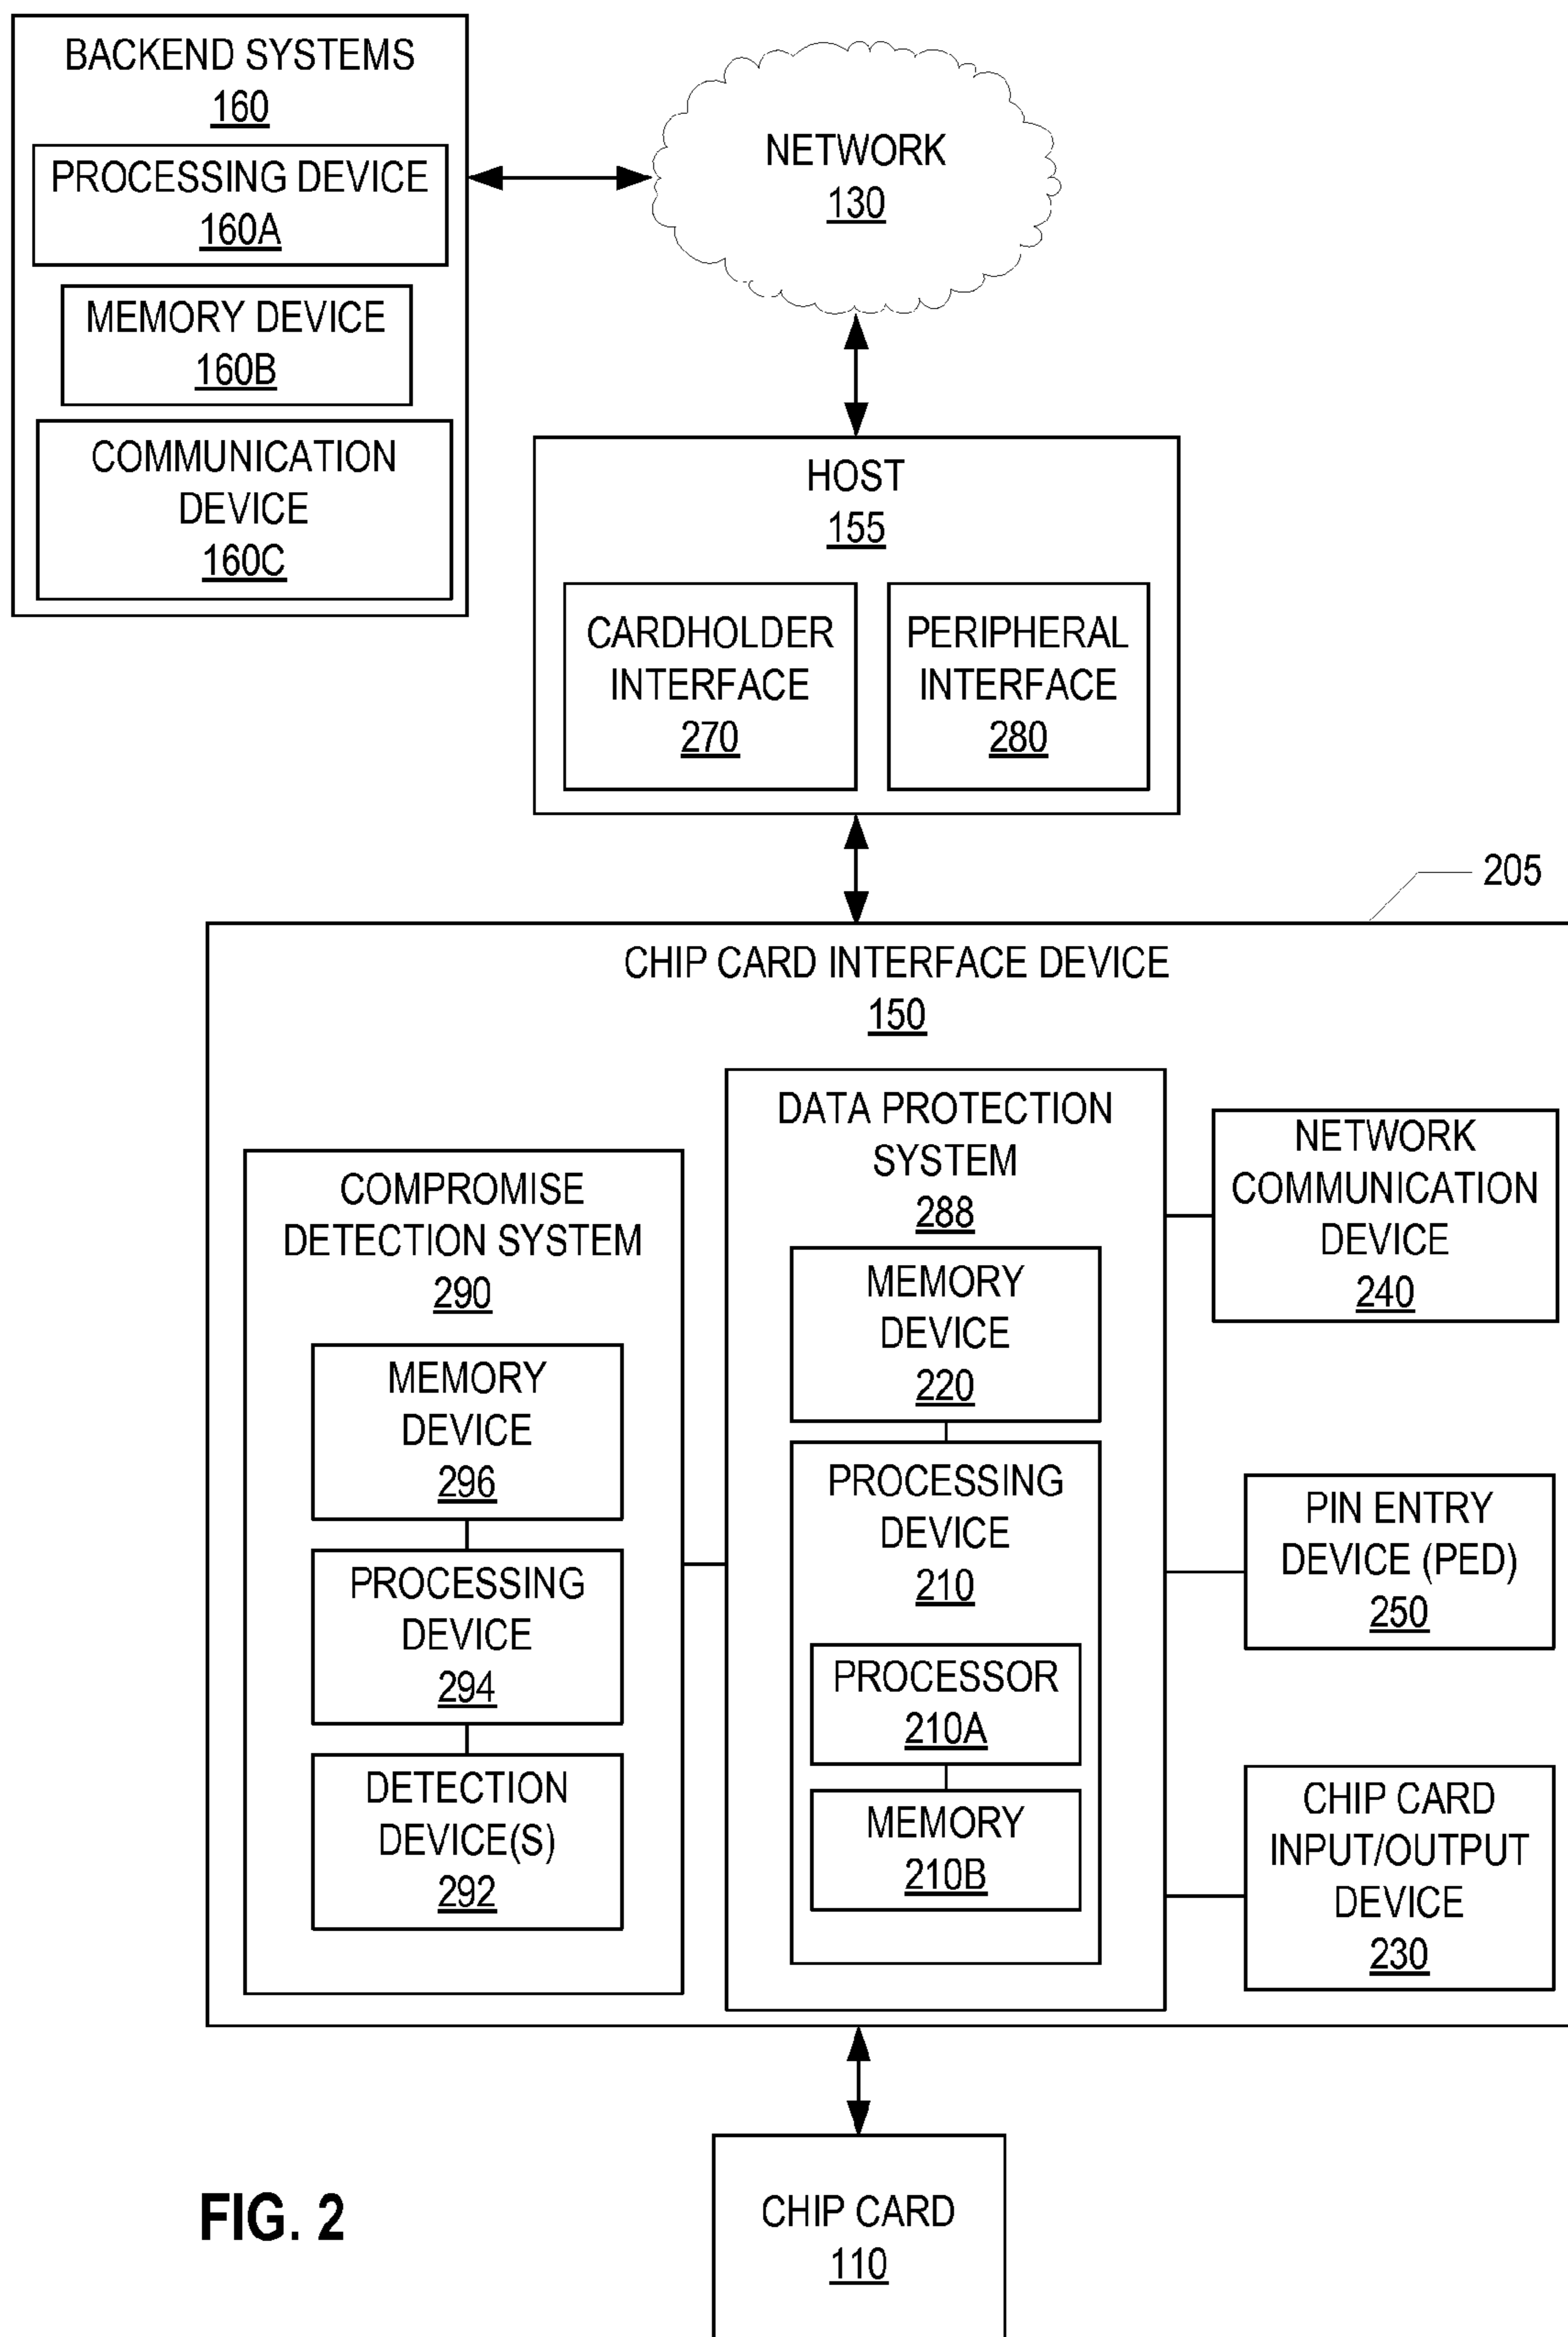 BACKEND SYSTEMS
160
PROCESSING DEVICE
160A
MEMORY DEVICE
160B
COMMUNICATION
DEVICE
160C
NETWORK
130
HOST
155
CARDHOLDER
INTERFACE
270
PERIPHERAL
INTERFACE
280
205
CHIP CARD INTERFACE DEVICE
150
COMPROMISE
DETECTION SYSTEM
290
MEMORY
DEVICE
296
PROCESSING
DEVICE
294
DETECTION
DEVICE(S)
292
DATA PROTECTION
SYSTEM
288
MEMORY
DEVICE
220
PROCESSING
DEVICE
210
PROCESSOR
210A
MEMORY
210B
NETWORK
COMMUNICATION
DEVICE
240
PIN ENTRY
DEVICE (PED)
250
CHIP CARD
INPUT/OUTPUT
DEVICE
230
CHIP CARD
110
FIG. 2